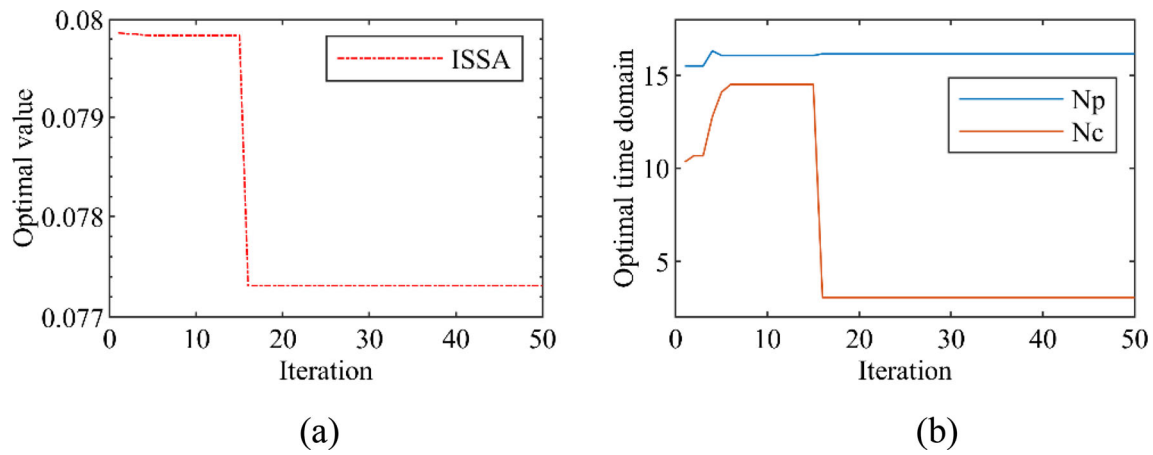 0.08
0.079
0.078
0.077
Optimal value
ISSA
0 10 20 30 40 50
Iteration
(a)
15
10
5
Optimal time domain
Np
Nc
0 10 20 30 40 50
Iteration
(b)